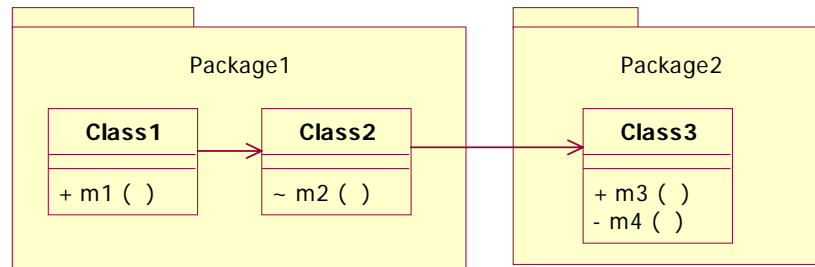 Package1
Package2
Class1
+ m1 ( )
Class2
~ m2 ( )
Class3
+ m3 ( )
- m4 ( )